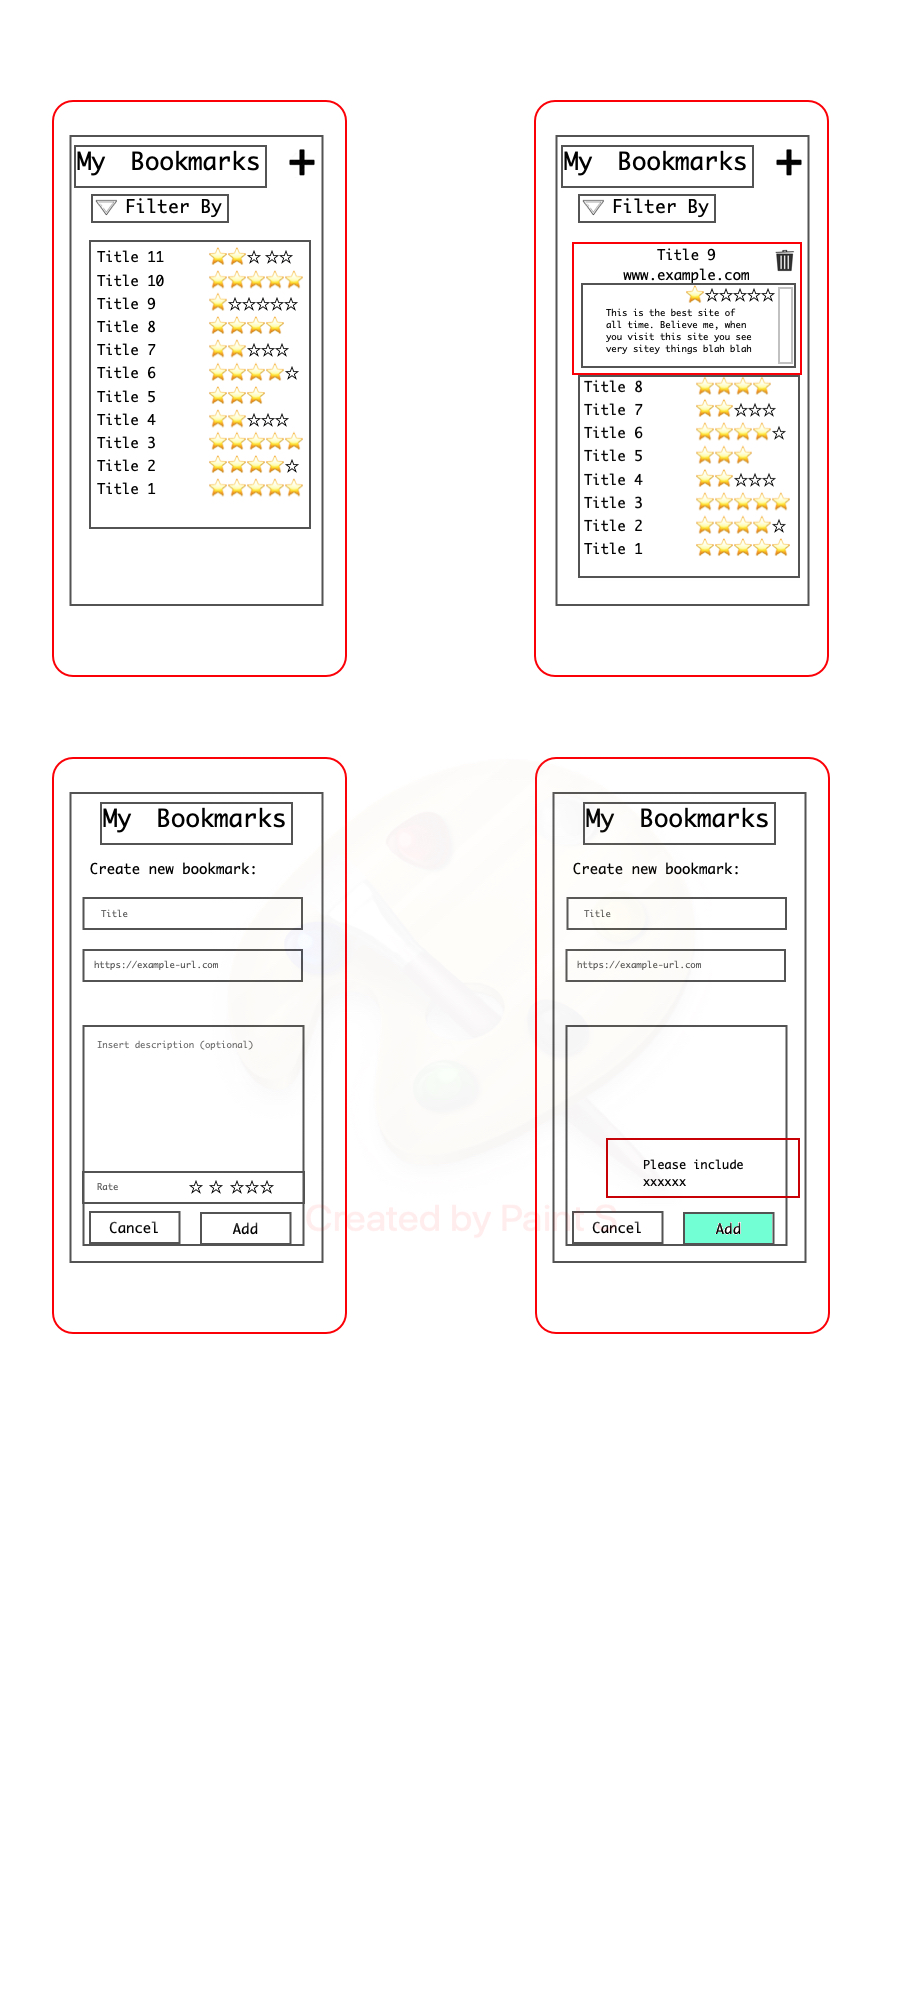 My Bookmarks
Filter By
Title 11
Title 10
Title 9
Title 8
Title 7
Title 6
Title 5
Title 4
Title 3
Title 2
Title 1
My Bookmarks
Filter By
Title 9
www.example.com
This is the best site of
all time. Believe me, when
you visit this site you see
very sitey things blah blah
Title 8
Title 7
Title 6
Title 5
Title 4
Title 3
Title 2
Title 1
My Bookmarks
Create new bookmark:
Title
https://example-url.com
Insert description (optional)
Rate
Cancel Add
My Bookmarks
Create new bookmark:
Title
https://example-url.com
Please include
xxxxxx
Cancel Add
Created by Paint S